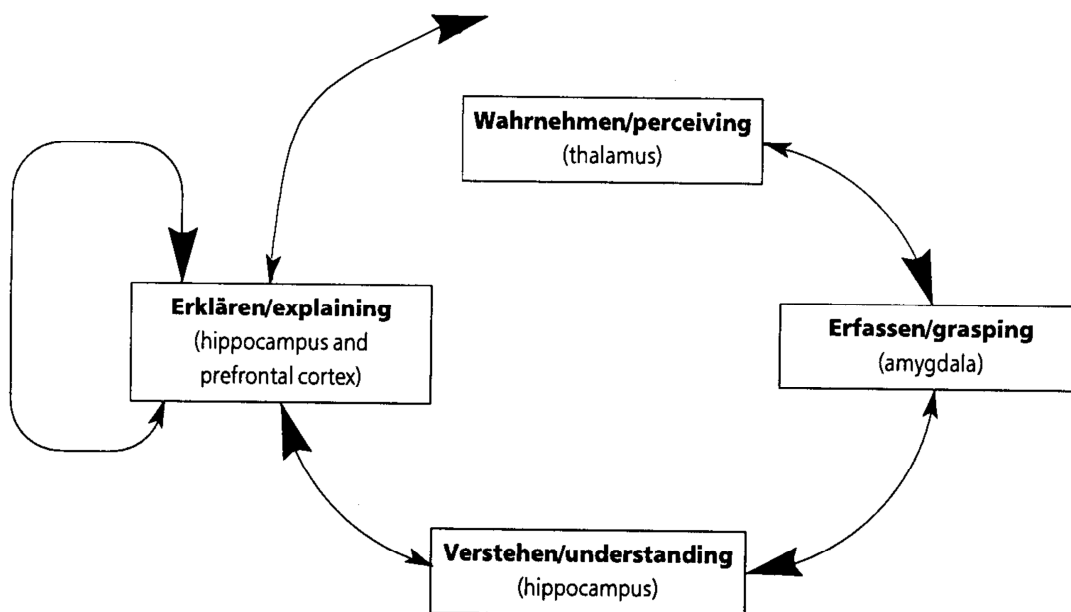 Wahrnehmen/perceiving
(thalamus)
Erklären/explaining
(hippocampus and
prefrontal cortex)
Erfassen/grasping
(amygdala)
Verstehen/understanding
(hippocampus)